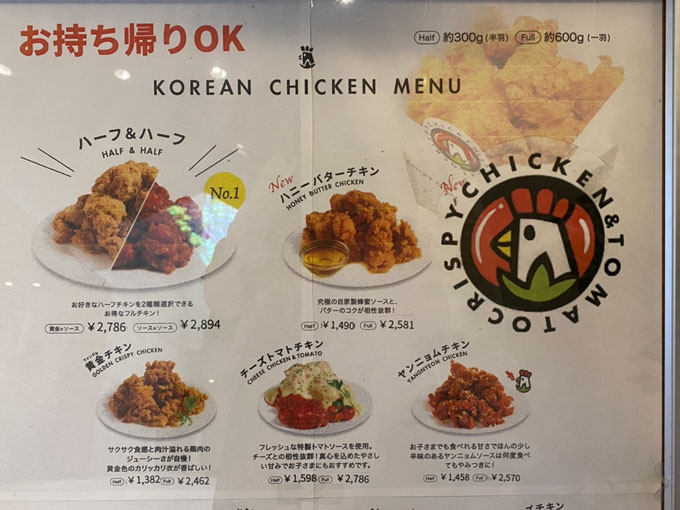 お持ち帰りOK
Half 約300g(半羽) Full 約600g(一羽)
KOREAN CHICKEN MENU
ハーフ&ハーフ
HALF & HALF
No.1
お好きなハーフチキンを2種類選択できる
お得なフルチキン!
黄金×ソース ¥2,786 ソース×ソース ¥2,894
New
ハニーバターチキン
HONEY BUTTER CHICKEN
究極の自家製蜂蜜ソースと、
バターのコクが相性抜群!
Half ¥1,490 Full ¥2,581
New
CRISPYCHICKEN&TOMATO
黄金チキン
GOLDEN CRISPY CHICKEN
サクサク食感と肉汁溢れる鶏肉の
ジューシーさが自慢!
黄金色のカリッカリ衣が香ばしい!
Half ¥1,382 Full ¥2,462
チーズトマトチキン
CHEESE CHICKEN & TOMATO
フレッシュな特製トマトソースを使用。
チーズとの相性抜群!真心を込めたやさし
い甘みでお子さまにもおすすめです。
Half ¥1,598 Full ¥2,786
ヤンニョムチキン
YANGNYEOM CHICKEN
お子さまでも食べれる甘さでほんの少し
辛味のあるヤンニョムソースは何度食べ
てもやみつきに!
Half ¥1,458 Full ¥2,570